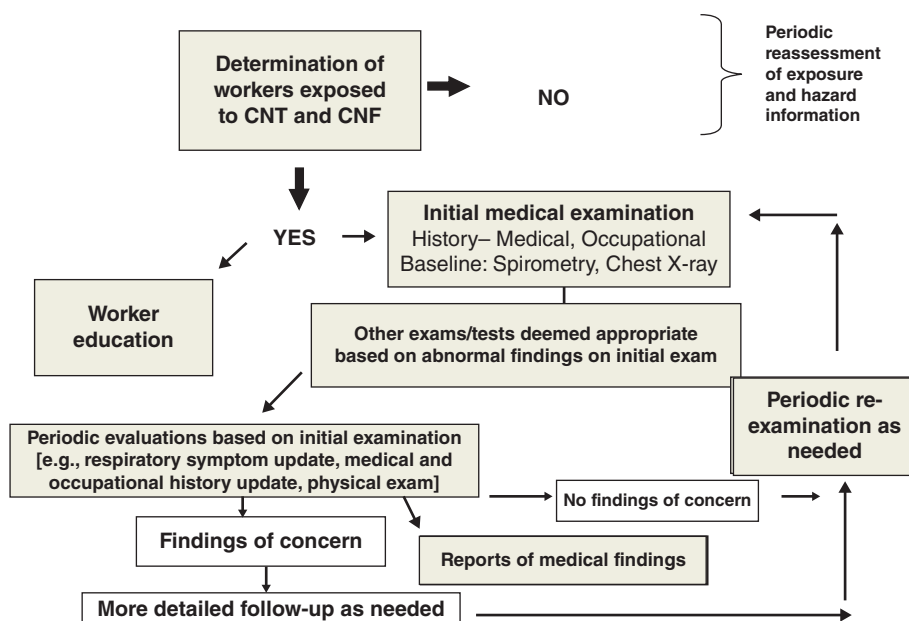 Determination of
workers exposed
to CNT and CNF
NO
Periodic
reassessment
of exposure
and hazard
information
YES
Initial medical examination
History– Medical, Occupational
Baseline: Spirometry, Chest X-ray
Worker
education
Other exams/tests deemed appropriate
based on abnormal findings on initial exam
Periodic re-
examination as
needed
Periodic evaluations based on initial examination
[e.g., respiratory symptom update, medical and
occupational history update, physical exam]
No findings of concern
Findings of concern
Reports of medical findings
More detailed follow-up as needed